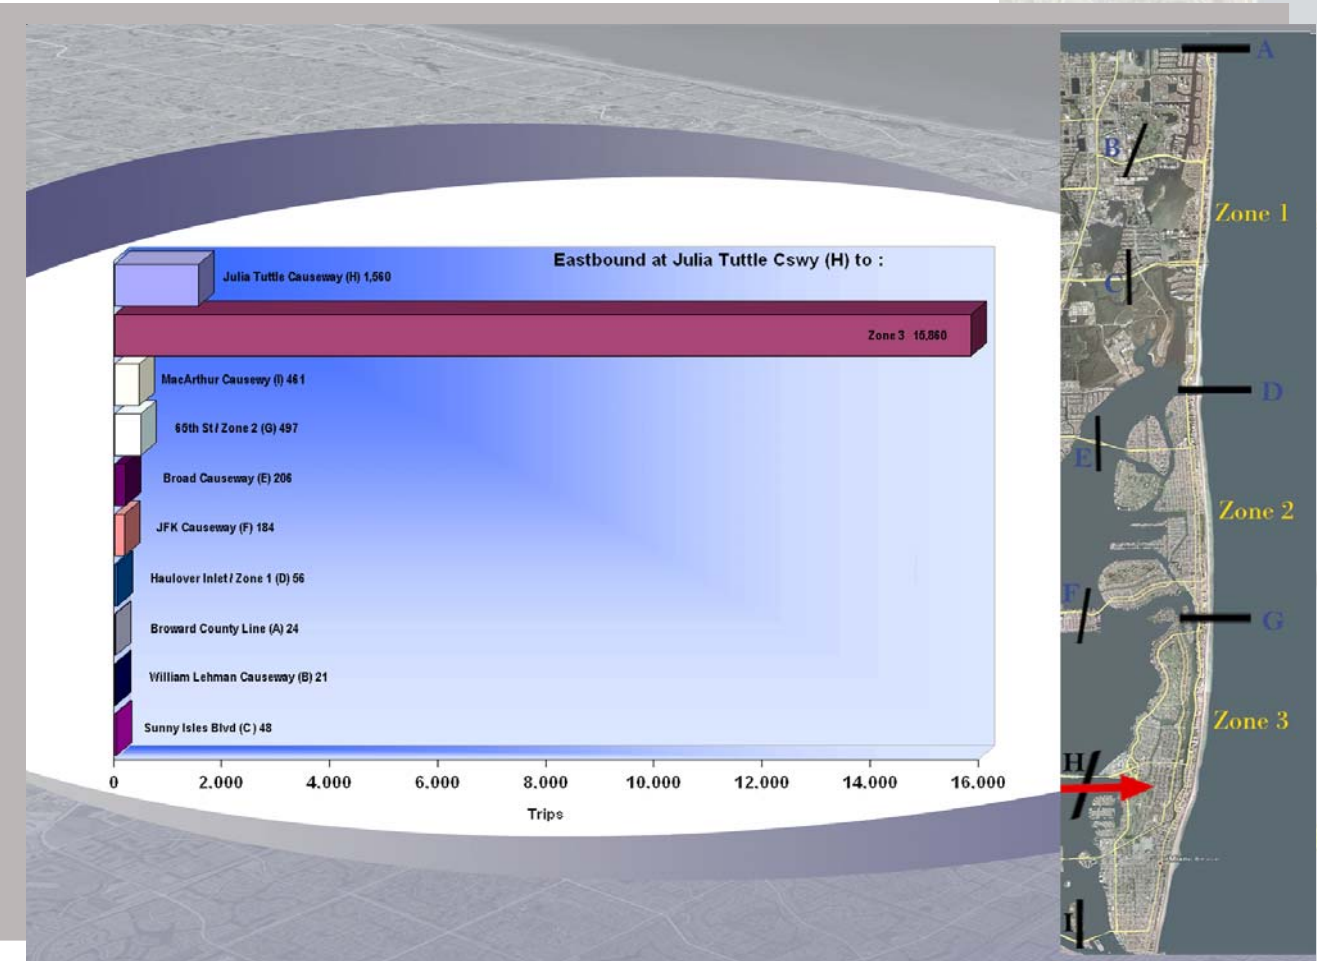 Eastbound at Julia Tuttle Cswy (H) to :
Julia Tuttle Causeway (H) 1,560
Zone 3 15,860
MacArthur Causewy (I) 461
65th St / Zone 2 (G) 497
Broad Causeway (E) 206
JFK Causeway (F) 184
Haulover Inlet / Zone 1 (D) 56
Broward County Line (A) 24
William Lehman Causeway (B) 21
Sunny Isles Blvd (C ) 48
0 2.000 4.000 6.000 8.000 10.000 12.000 14.000 16.000
Trips
A
B
Zone 1
C
D
E
Zone 2
F
G
Zone 3
H
I